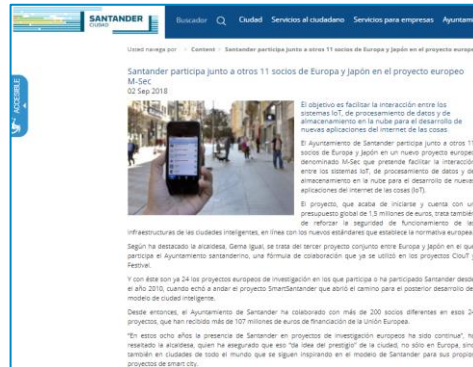 SANTANDER
CIUDAD
Buscador Ciudad Servicios al ciudadano Servicios para empresas Ayuntami
Usted navega por Content Santander participa junto a otros 11 socios de Europa y Japón en el proyecto europeo
ACCESIBLE
Santander participa junto a otros 11 socios de Europa y Japón en el proyecto europeo
M-Sec
02 Sep 2018
El objetivo es facilitar la interacción entre los
sistemas IoT, de procesamiento de datos y de
almacenamiento en la nube para el desarrollo de
nuevas aplicaciones del internet de las cosas.
El Ayuntamiento de Santander participa junto a otros 11
socios de Europa y Japón en un nuevo proyecto europeo
denominado M-Sec que pretende facilitar la interacción
entre los sistemas IoT, de procesamiento de datos y de
almacenamiento en la nube para el desarrollo de nuevas
aplicaciones del internet de las cosas (IoT).
El proyecto, que acaba de iniciarse y cuenta con un
presupuesto global de 1,5 millones de euros, trata también
de reforzar la seguridad de funcionamiento de las
infraestructuras de las ciudades inteligentes, en línea con los nuevos estándares que establece la normativa europea.
Según ha destacado la alcaldesa, Gema Igual, se trata del tercer proyecto conjunto entre Europa y Japón en el que
participa el Ayuntamiento santanderino, una fórmula de colaboración que ya se utilizó en los proyectos ClouT y
Festival.
Y con éste son ya 24 los proyectos europeos de investigación en los que participa o ha participado Santander desde
el año 2010, cuando echó a andar el proyecto SmartSantander que abrió el camino para el posterior desarrollo del
modelo de ciudad inteligente.
Desde entonces, el Ayuntamiento de Santander ha colaborado con más de 200 socios diferentes en esos 24
proyectos, que han recibido más de 107 millones de euros de financiación de la Unión Europea.
"En estos ocho años la presencia de Santander en proyectos de investigación europeos ha sido continua", ha
resaltado la alcaldesa, quien ha asegurado que eso "da idea del prestigio" de la ciudad, no sólo en Europa, sino
también en ciudades de todo el mundo que se siguen inspirando en el modelo de Santander para sus propios
proyectos de smart city.